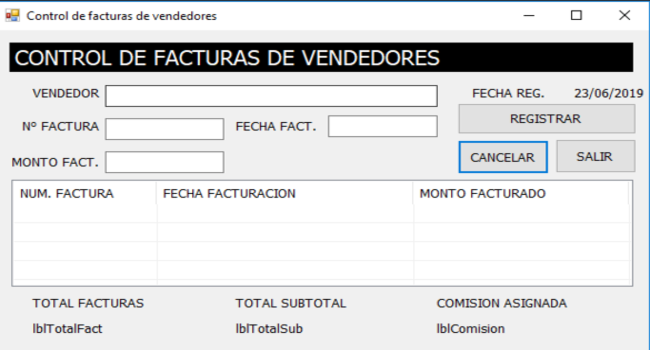 Control de facturas de vendedores
CONTROL DE FACTURAS DE VENDEDORES
VENDEDOR FECHA REG. 23/06/2019
Nº FACTURA FECHA FACT. REGISTRAR
MONTO FACT. CANCELAR SALIR
NUM. FACTURA FECHA FACTURACION MONTO FACTURADO
TOTAL FACTURAS TOTAL SUBTOTAL COMISION ASIGNADA
lblTotalFact lblTotalSub lblComision